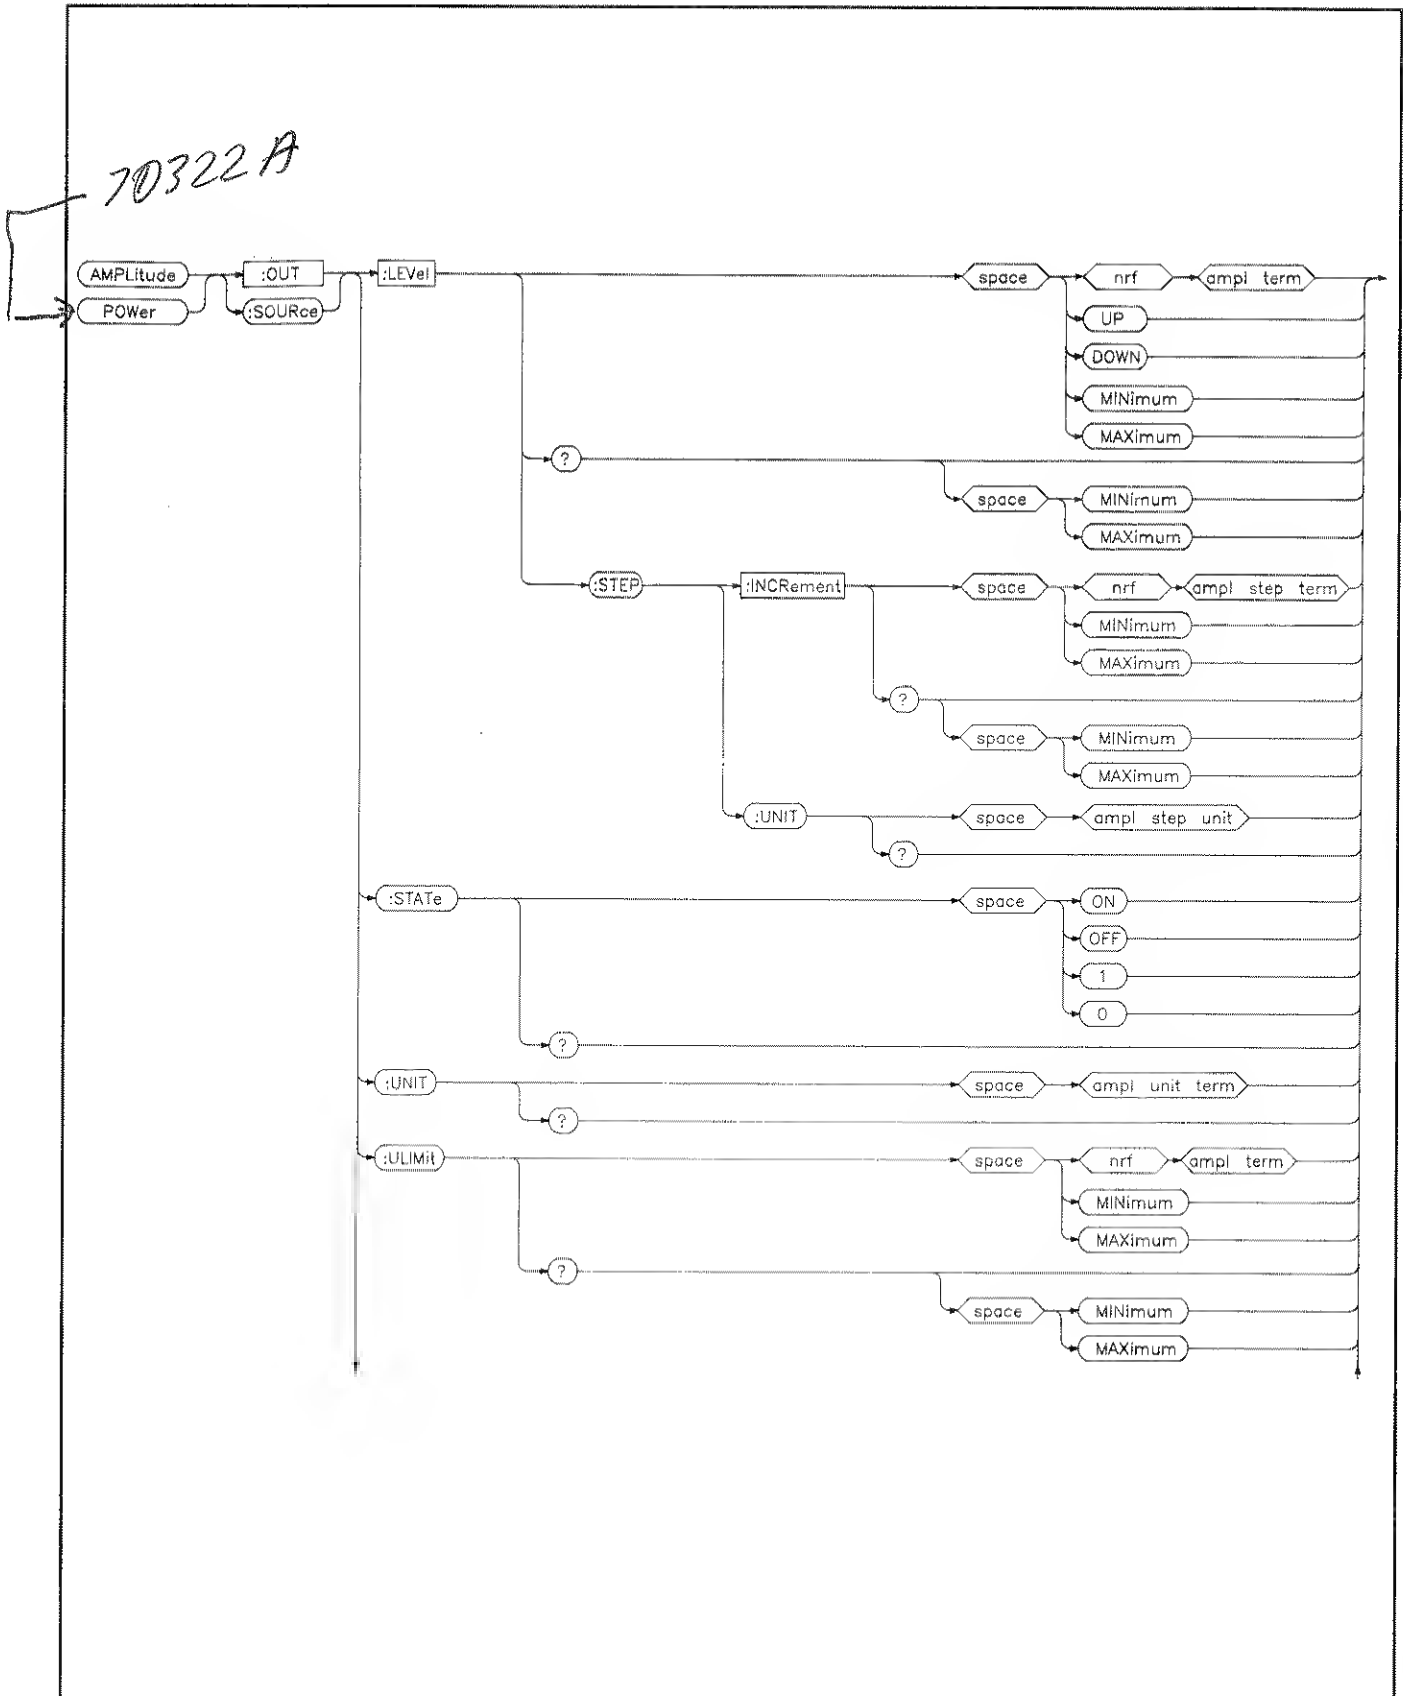 70322A
AMPLitude :OUT :LEVel space nrf ampl term
POWer :SOURce UP
DOWN
MINimum
MAXimum
?
space MINimum
MAXimum
:STEP :INCRement space nrf ampl step term
MINimum
MAXimum
?
space MINimum
MAXimum
:UNIT space ampl step unit
?
:STATe space ON
OFF
1
0
?
:UNIT space ampl unit term
?
:ULIMit space nrf ampl term
MINimum
MAXimum
?
space MINimum
MAXimum